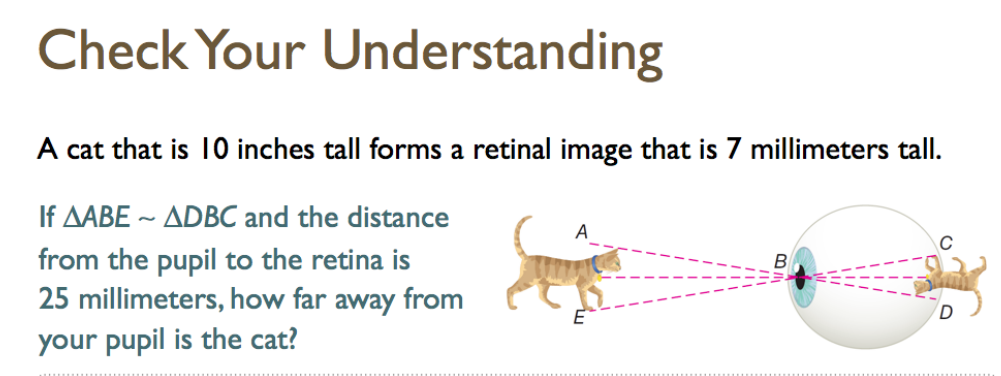 Check Your Understanding
A cat that is 10 inches tall forms a retinal image that is 7 millimeters tall.
If ΔABE ~ ΔDBC and the distance
from the pupil to the retina is
25 millimeters, how far away from
your pupil is the cat?
A
B
C
E
D